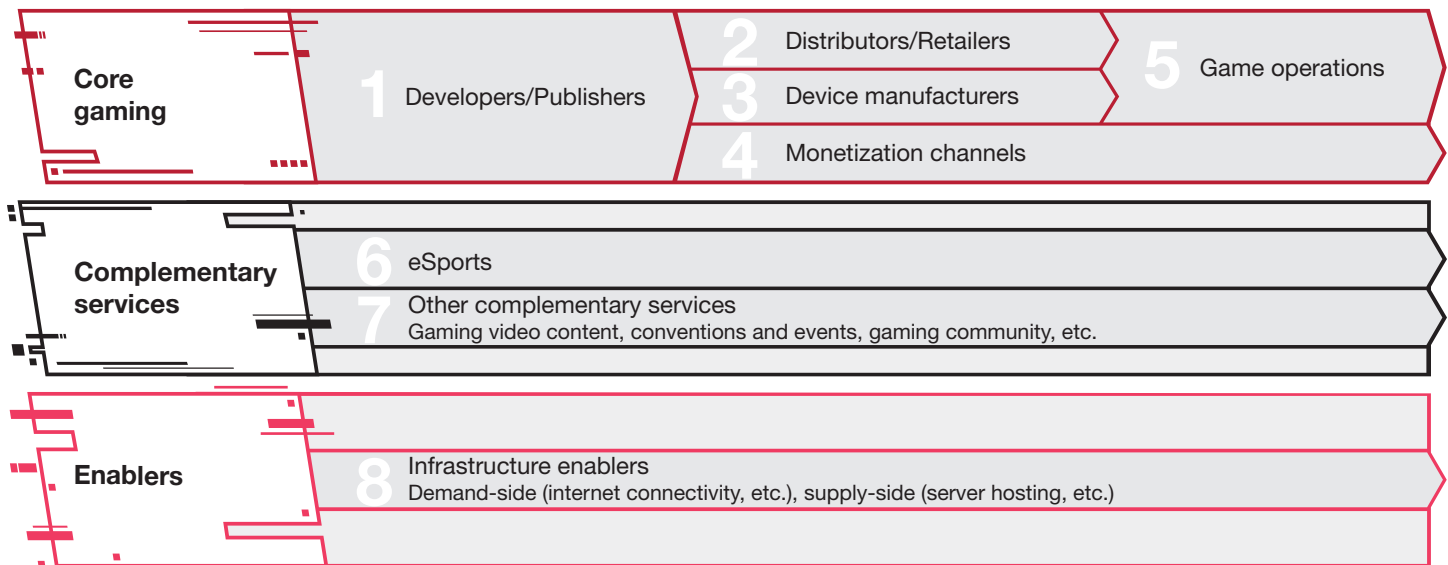 Core
gaming
1 Developers/Publishers
2 Distributors/Retailers
3 Device manufacturers
4 Monetization channels
5 Game operations
Complementary
services
6 eSports
7 Other complementary services
Gaming video content, conventions and events, gaming community, etc.
Enablers
8 Infrastructure enablers
Demand-side (internet connectivity, etc.), supply-side (server hosting, etc.)